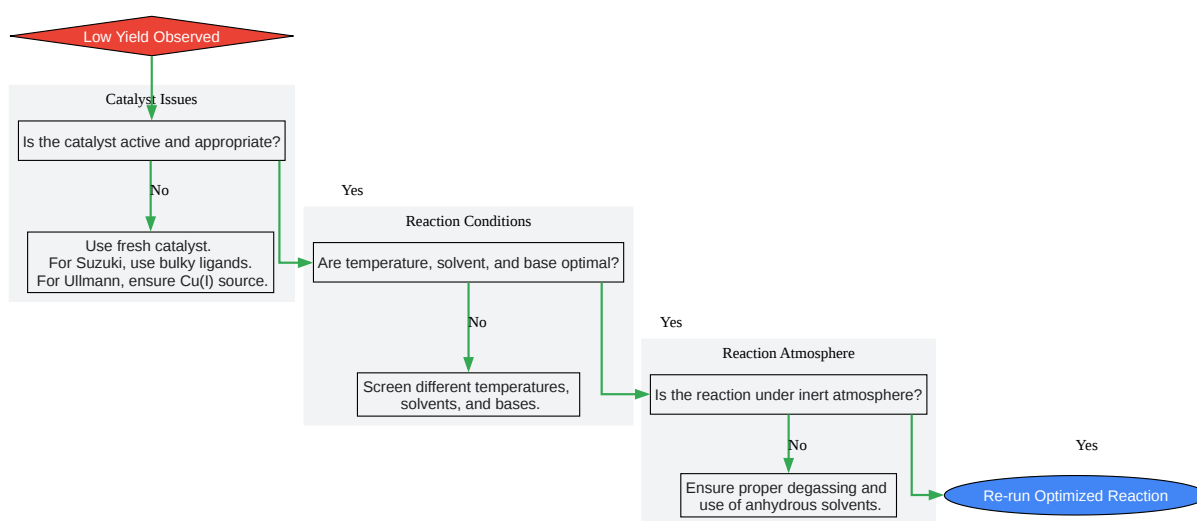 Low Yield Observed
Catalyst Issues
Is the catalyst active and appropriate?
No
Yes
Use fresh catalyst.
For Suzuki, use bulky ligands.
For Ullmann, ensure Cu(I) source.
Reaction Conditions
Are temperature, solvent, and base optimal?
No
Yes
Screen different temperatures,
solvents, and bases.
Reaction Atmosphere
Is the reaction under inert atmosphere?
No
Yes
Ensure proper degassing and
use of anhydrous solvents.
Re-run Optimized Reaction